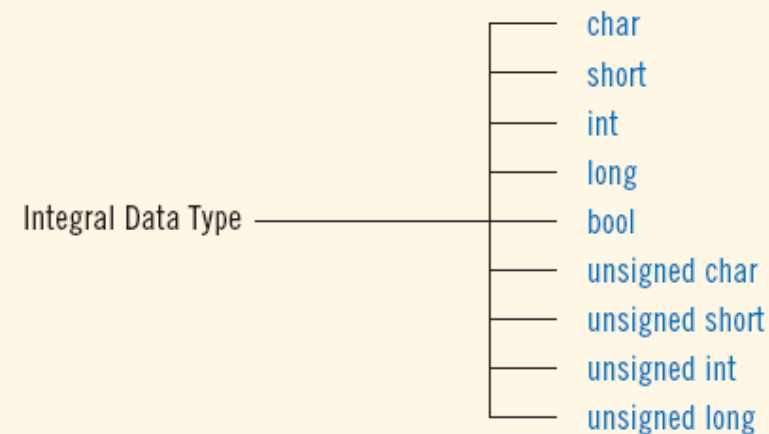 char
short
int
long
Integral Data Type
bool
unsigned char
unsigned short
unsigned int
unsigned long